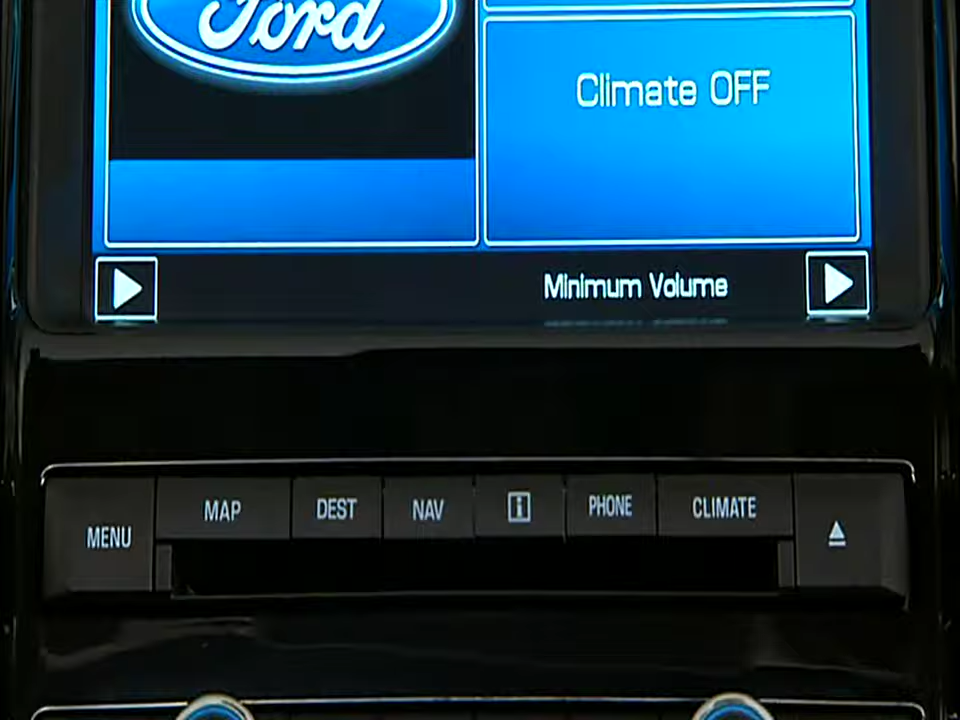 Ford
Climate OFF
Minimum Volume
MENU
MAP
DEST
NAV
i
PHONE
CLIMATE